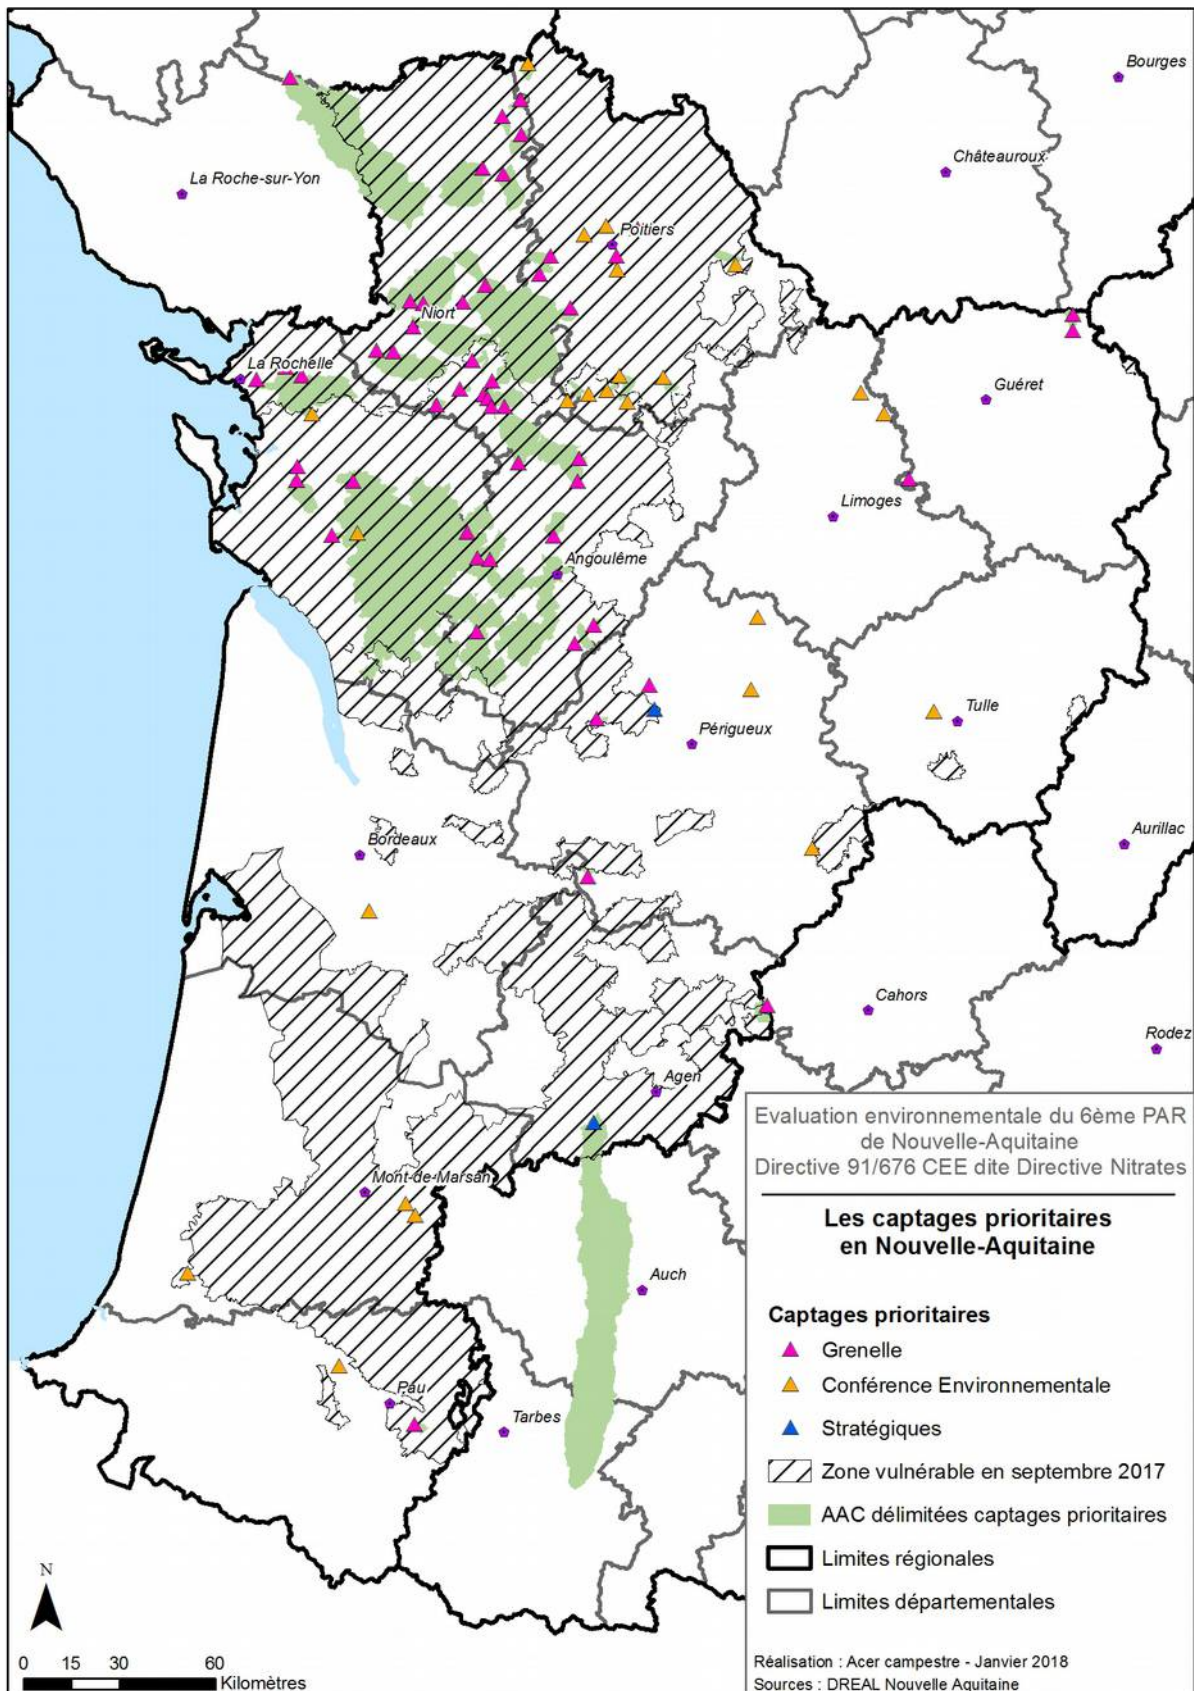 Bourges
Châteauroux
La Roche-sur-Yon
Poitiers
Niort
La Rochelle
Guéret
Limoges
Angoulême
Tulle
Périgueux
Aurillac
Bordeaux
Cahors
Rodez
Agen
Mont-de-Marsan
Auch
Pau
Tarbes
Evaluation environnementale du 6ème PAR
de Nouvelle-Aquitaine
Directive 91/676 CEE dite Directive Nitrates
Les captages prioritaires
en Nouvelle-Aquitaine
Captages prioritaires
Grenelle
Conférence Environnementale
Stratégiques
Zone vulnérable en septembre 2017
AAC délimitées captages prioritaires
Limites régionales
Limites départementales
Réalisation : Acer campestre - Janvier 2018
Sources : DREAL Nouvelle Aquitaine
N
0 15 30 60
Kilomètres